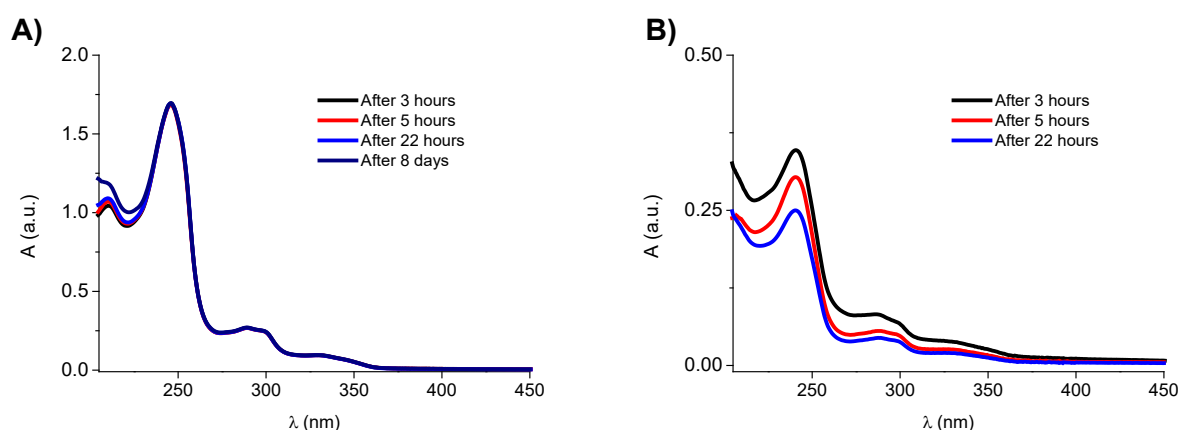 A)
2.0
1.5
1.0
0.5
0.0
A (a.u.)
250
300
350
400
450
λ (nm)
After 3 hours
After 5 hours
After 22 hours
After 8 days
B)
0.50
0.25
0.00
A (a.u.)
250
300
350
400
450
λ (nm)
After 3 hours
After 5 hours
After 22 hours